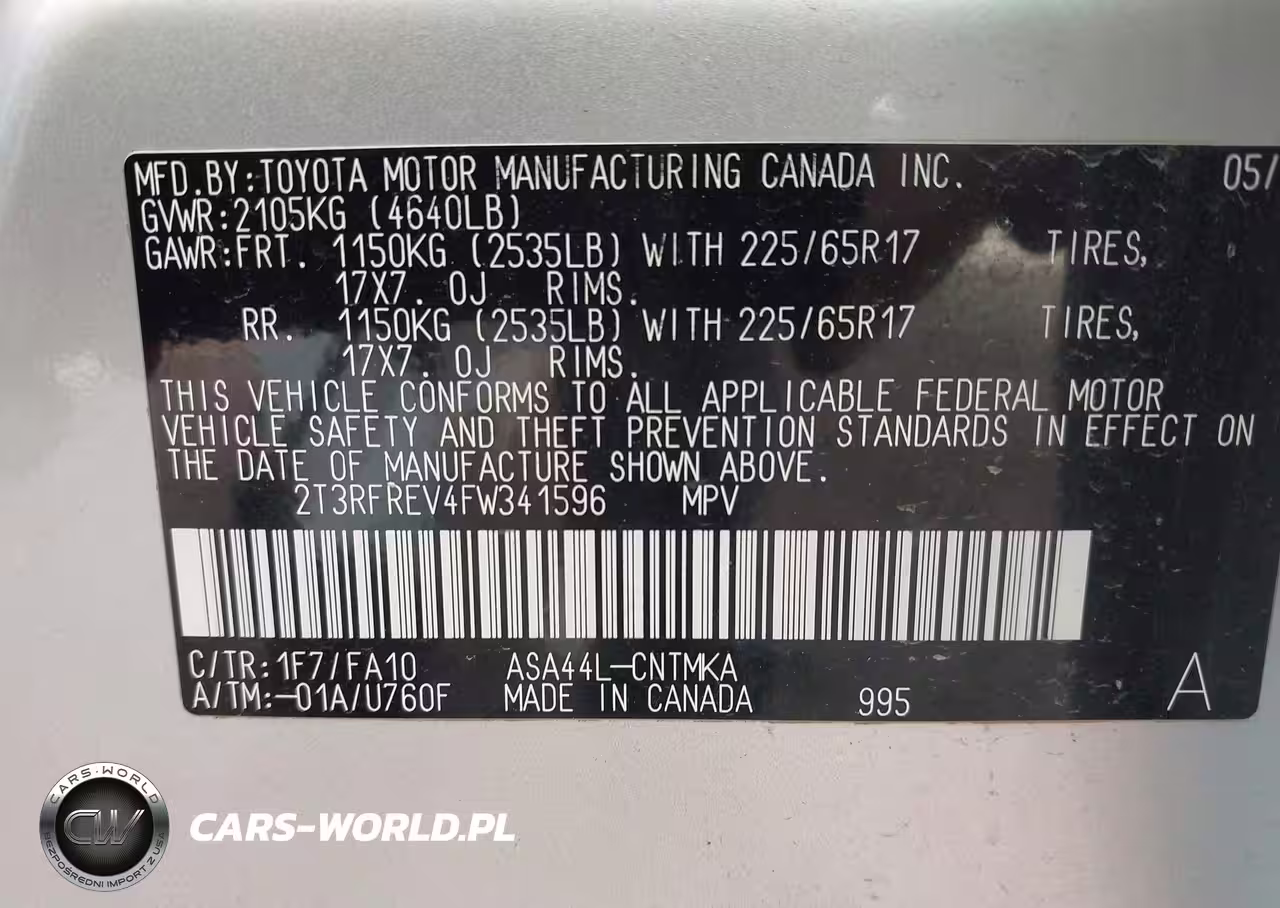 MFD.BY:TOYOTA MOTOR MANUFACTURING CANADA INC. 05/
GVWR:2105KG (4640LB)
GAWR:FRT. 1150KG (2535LB) WITH 225/65R17 TIRES,
17X7.0J RIMS.
RR. 1150KG (2535LB) WITH 225/65R17 TIRES,
17X7.0J RIMS.
THIS VEHICLE CONFORMS TO ALL APPLICABLE FEDERAL MOTOR
VEHICLE SAFETY AND THEFT PREVENTION STANDARDS IN EFFECT ON
THE DATE OF MANUFACTURE SHOWN ABOVE.
2T3RFREV4FW341596 MPV
C/TR:1F7/FA10 ASA44L-CNTMKA
A/TM:-01A/U760F MADE IN CANADA 995 A
CARS-WORLD
CW
BEZPOŚREDNI IMPORT Z USA
CARS-WORLD.PL